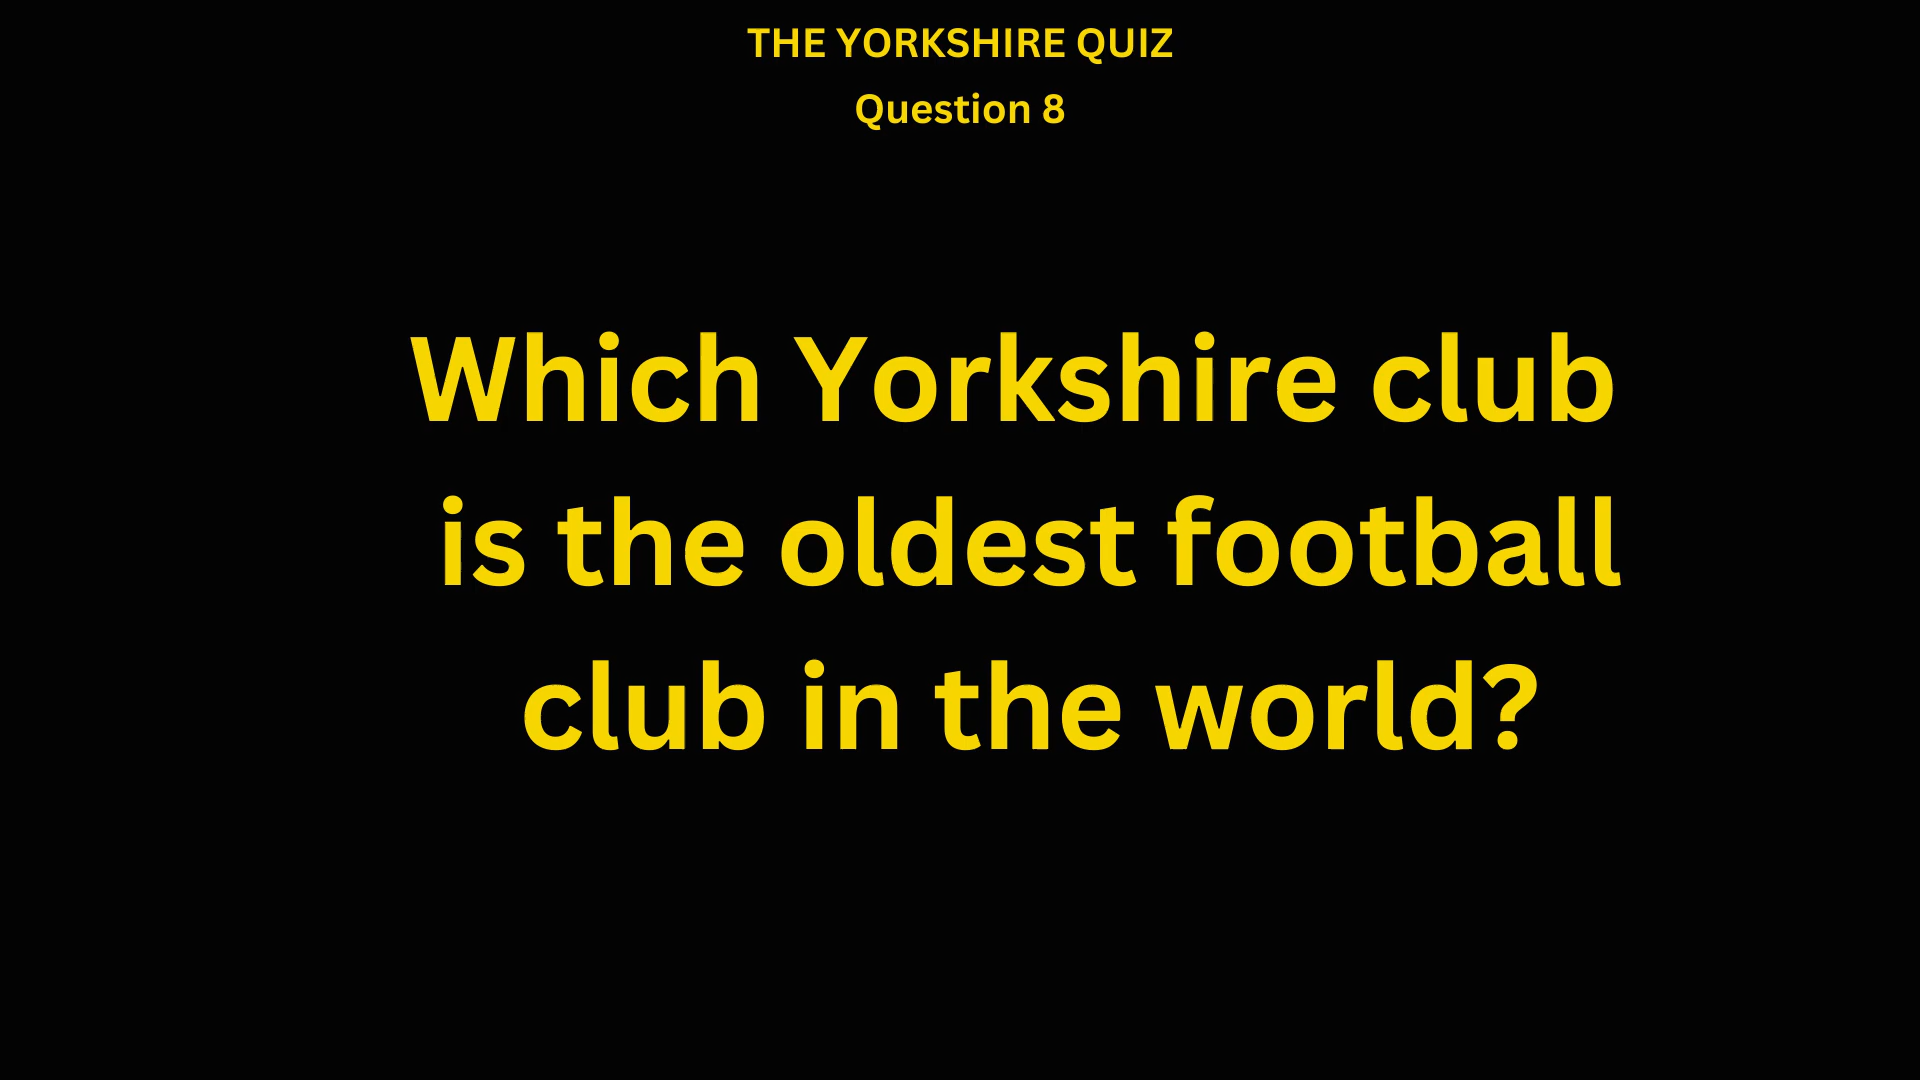 THE YORKSHIRE QUIZ
Question 8
Which Yorkshire club
is the oldest football
club in the world?